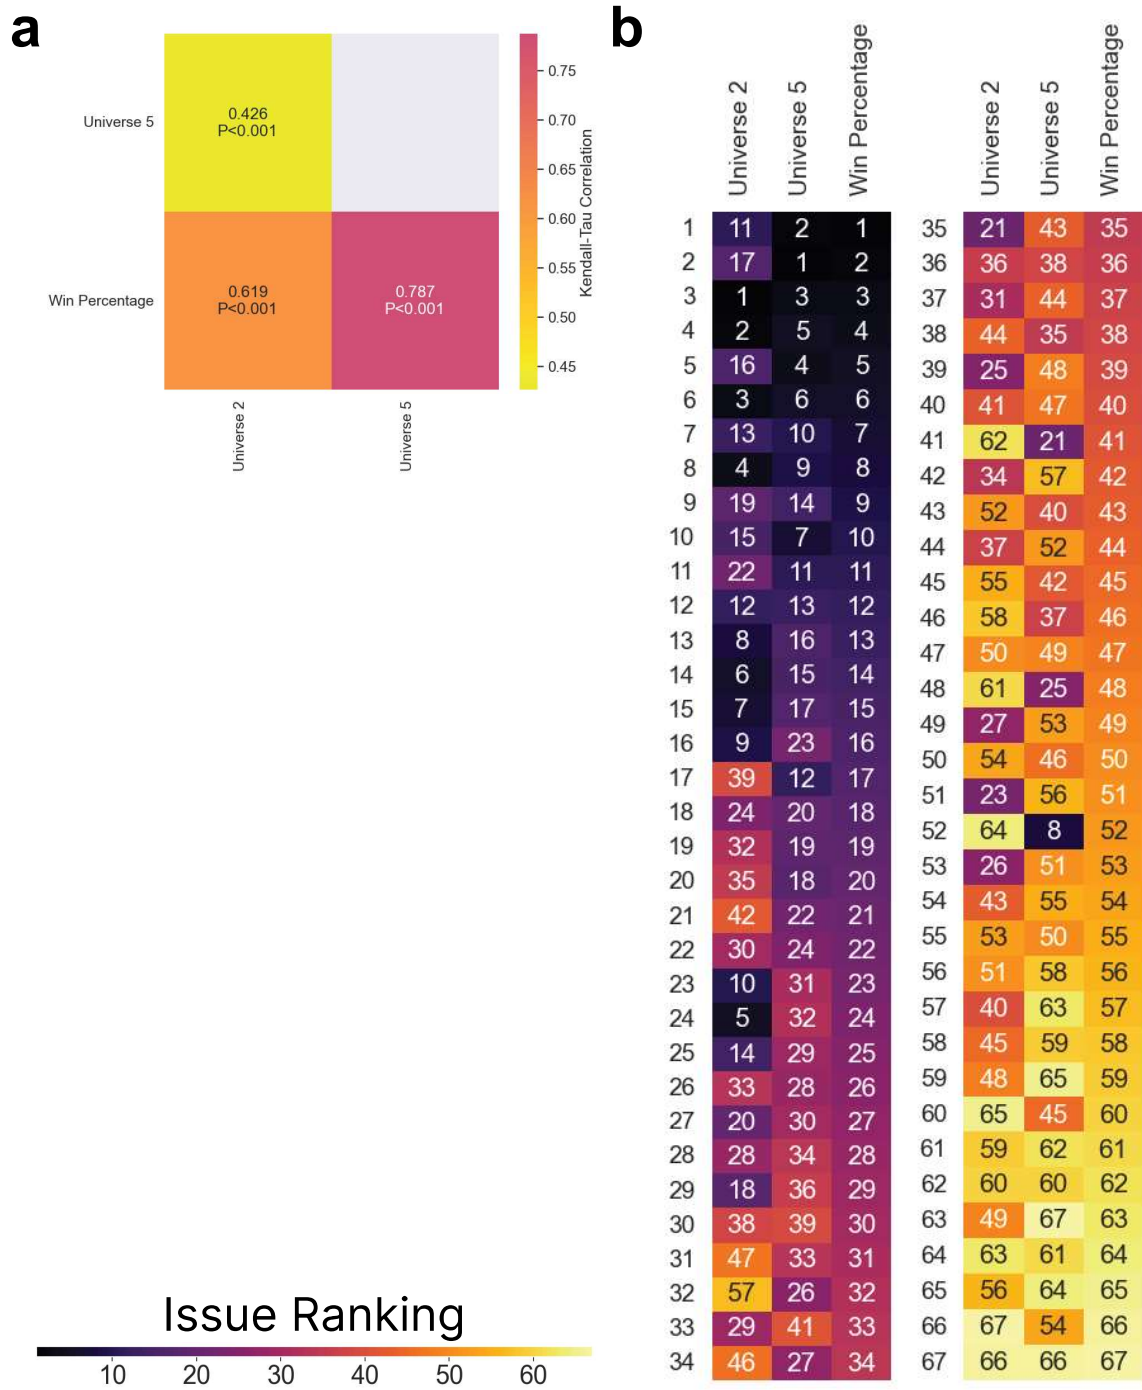 a
Universe 5
0.426
P<0.001
Win Percentage
0.619
P<0.001
0.787
P<0.001
Universe 2
Universe 5
0.75
0.70
0.65
0.60
0.55
0.50
0.45
Kendall-Tau Correlation
b
Universe 2 Universe 5 Win Percentage
1 11 2 1
2 17 1 2
3 1 3 3
4 2 5 4
5 16 4 5
6 3 6 6
7 13 10 7
8 4 9 8
9 19 14 9
10 15 7 10
11 22 11 11
12 12 13 12
13 8 16 13
14 6 15 14
15 7 17 15
16 9 23 16
17 39 12 17
18 24 20 18
19 32 19 19
20 35 18 20
21 42 22 21
22 30 24 22
23 10 31 23
24 5 32 24
25 14 29 25
26 33 28 26
27 20 30 27
28 28 34 28
29 18 36 29
30 38 39 30
31 47 33 31
32 57 26 32
33 29 41 33
34 46 27 34
Universe 2 Universe 5 Win Percentage
35 21 43 35
36 36 38 36
37 31 44 37
38 44 35 38
39 25 48 39
40 41 47 40
41 62 21 41
42 34 57 42
43 52 40 43
44 37 52 44
45 55 42 45
46 58 37 46
47 50 49 47
48 61 25 48
49 27 53 49
50 54 46 50
51 23 56 51
52 64 8 52
53 26 51 53
54 43 55 54
55 53 50 55
56 51 58 56
57 40 63 57
58 45 59 58
59 48 65 59
60 65 45 60
61 59 62 61
62 60 60 62
63 49 67 63
64 63 61 64
65 56 64 65
66 67 54 66
67 66 66 67
Issue Ranking
10 20 30 40 50 60